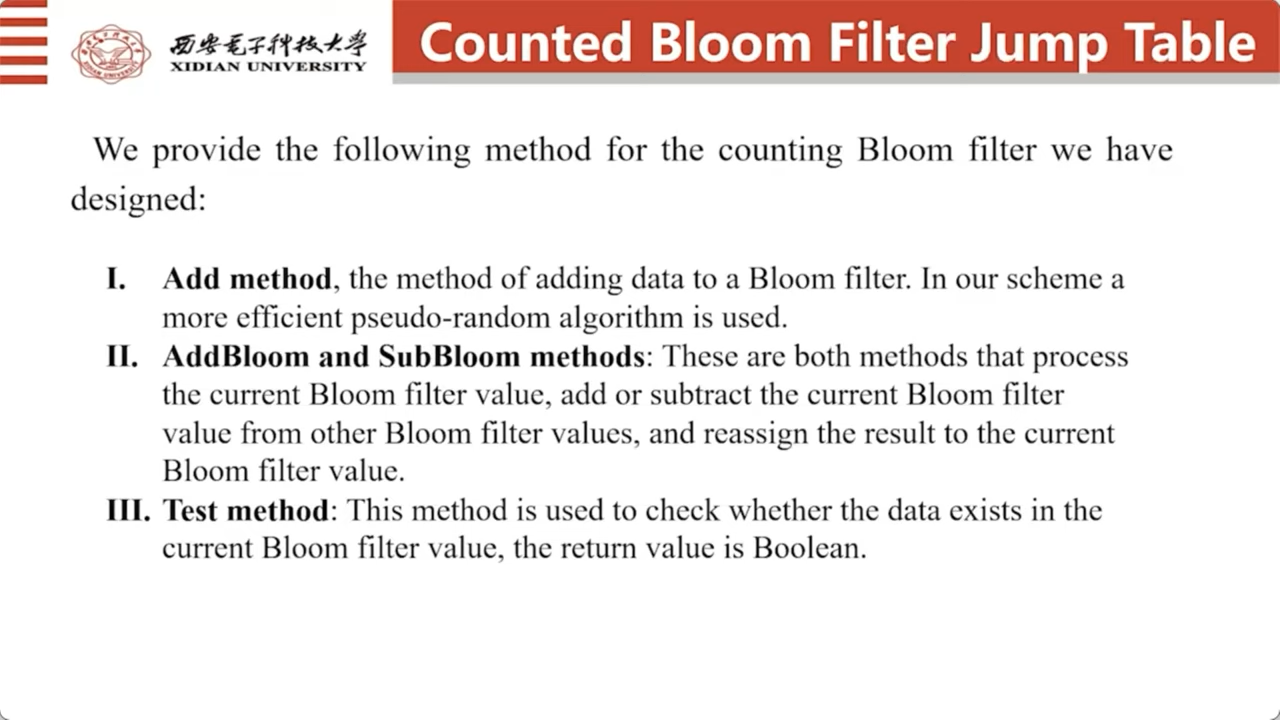 西安电子科技大学
XIDIAN UNIVERSITY
Counted Bloom Filter Jump Table
We provide the following method for the counting Bloom filter we have
designed:
I. Add method, the method of adding data to a Bloom filter. In our scheme a
more efficient pseudo-random algorithm is used.
II. AddBloom and SubBloom methods: These are both methods that process
the current Bloom filter value, add or subtract the current Bloom filter
value from other Bloom filter values, and reassign the result to the current
Bloom filter value.
III. Test method: This method is used to check whether the data exists in the
current Bloom filter value, the return value is Boolean.